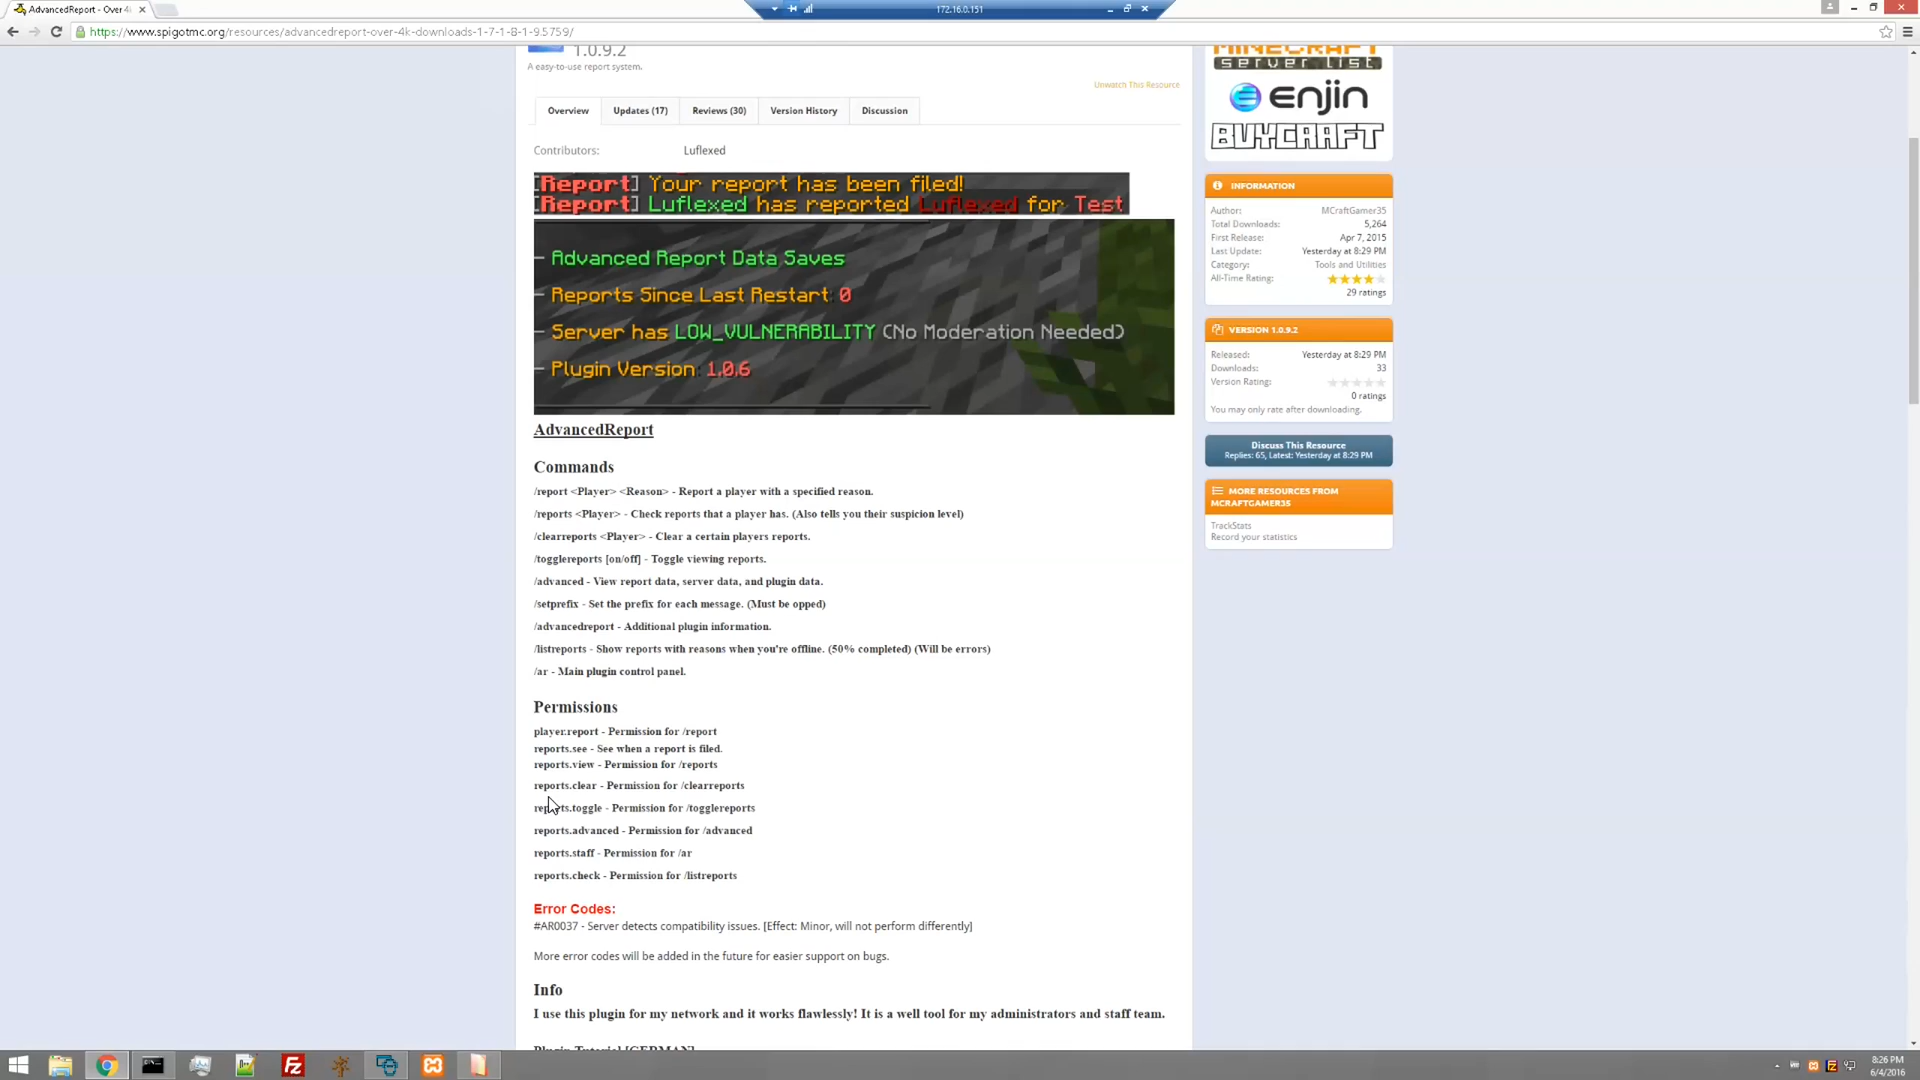 AdvancedReport - Over 4k
172.16.0.151
https://www.spigotmc.org/resources/advancedreport-over-4k-downloads-1-7-1-8-1-9.5759/
1.0.9.2
A easy-to-use report system.
Unwatch This Resource
Overview
Updates (17)
Reviews (30)
Version History
Discussion
Contributors: Luflexed
[Report] Your report has been filed!
[Report] Luflexed has reported Luflexed for Test
- Advanced Report Data Saves
- Reports Since Last Restart 0
- Server has LOW_VULNERABILITY (No Moderation Needed)
- Plugin Version 1.0.6
AdvancedReport
Commands
/report <Player> <Reason> - Report a player with a specified reason.
/reports <Player> - Check reports that a player has. (Also tells you their suspicion level)
/clearreports <Player> - Clear a certain players reports.
/togglereports [on/off] - Toggle viewing reports.
/advanced - View report data, server data, and plugin data.
/setprefix - Set the prefix for each message. (Must be opped)
/advancedreport - Additional plugin information.
/listreports - Show reports with reasons when you're offline. (50% completed) (Will be errors)
/ar - Main plugin control panel.
Permissions
player.report - Permission for /report
reports.see - See when a report is filed.
reports.view - Permission for /reports
reports.clear - Permission for /clearreports
reports.toggle - Permission for /togglereports
reports.advanced - Permission for /advanced
reports.staff - Permission for /ar
reports.check - Permission for /listreports
Error Codes:
#AR0037 - Server detects compatibility issues. [Effect: Minor, will not perform differently]
More error codes will be added in the future for easier support on bugs.
Info
I use this plugin for my network and it works flawlessly! It is a well tool for my administrators and staff team.
Plugin Tutorial [GERMAN]
MINECRAFT
server list
enjin
BUYCRAFT
INFORMATION
Author: MCraftGamer35
Total Downloads: 5,264
First Release: Apr 7, 2015
Last Update: Yesterday at 8:29 PM
Category: Tools and Utilities
All-Time Rating:
29 ratings
VERSION 1.0.9.2
Released: Yesterday at 8:29 PM
Downloads: 33
Version Rating:
0 ratings
You may only rate after downloading.
Discuss This Resource
Replies: 65, Latest: Yesterday at 8:29 PM
MORE RESOURCES FROM
MCRAFTGAMER35
TrackStats
Record your statistics
8:26 PM
6/4/2016